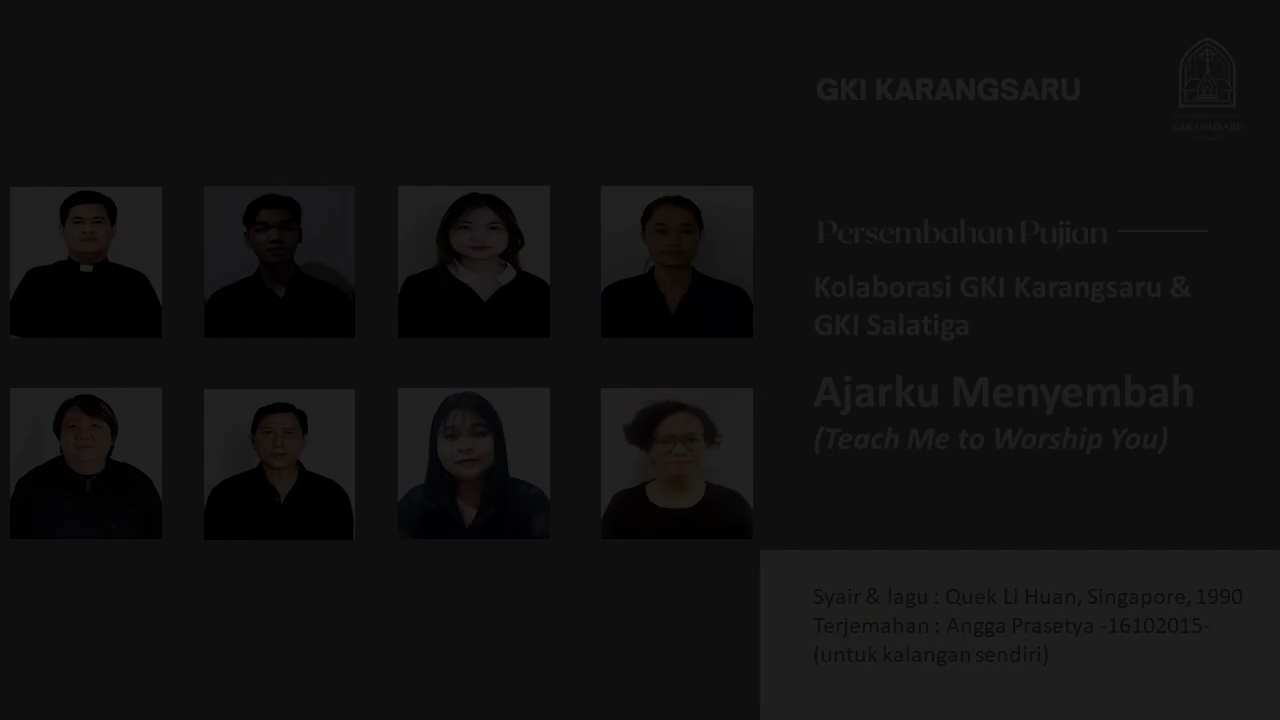 GKI KARANGSARU
KARANGSARU
Persembahan Pujian
Kolaborasi GKI Karangsaru &
GKI Salatiga
Ajarku Menyembah
(Teach Me to Worship You)
Syair & lagu : Quek Li Huan, Singapore, 1990
Terjemahan : Angga Prasetya -16102015-
(untuk kalangan sendiri)